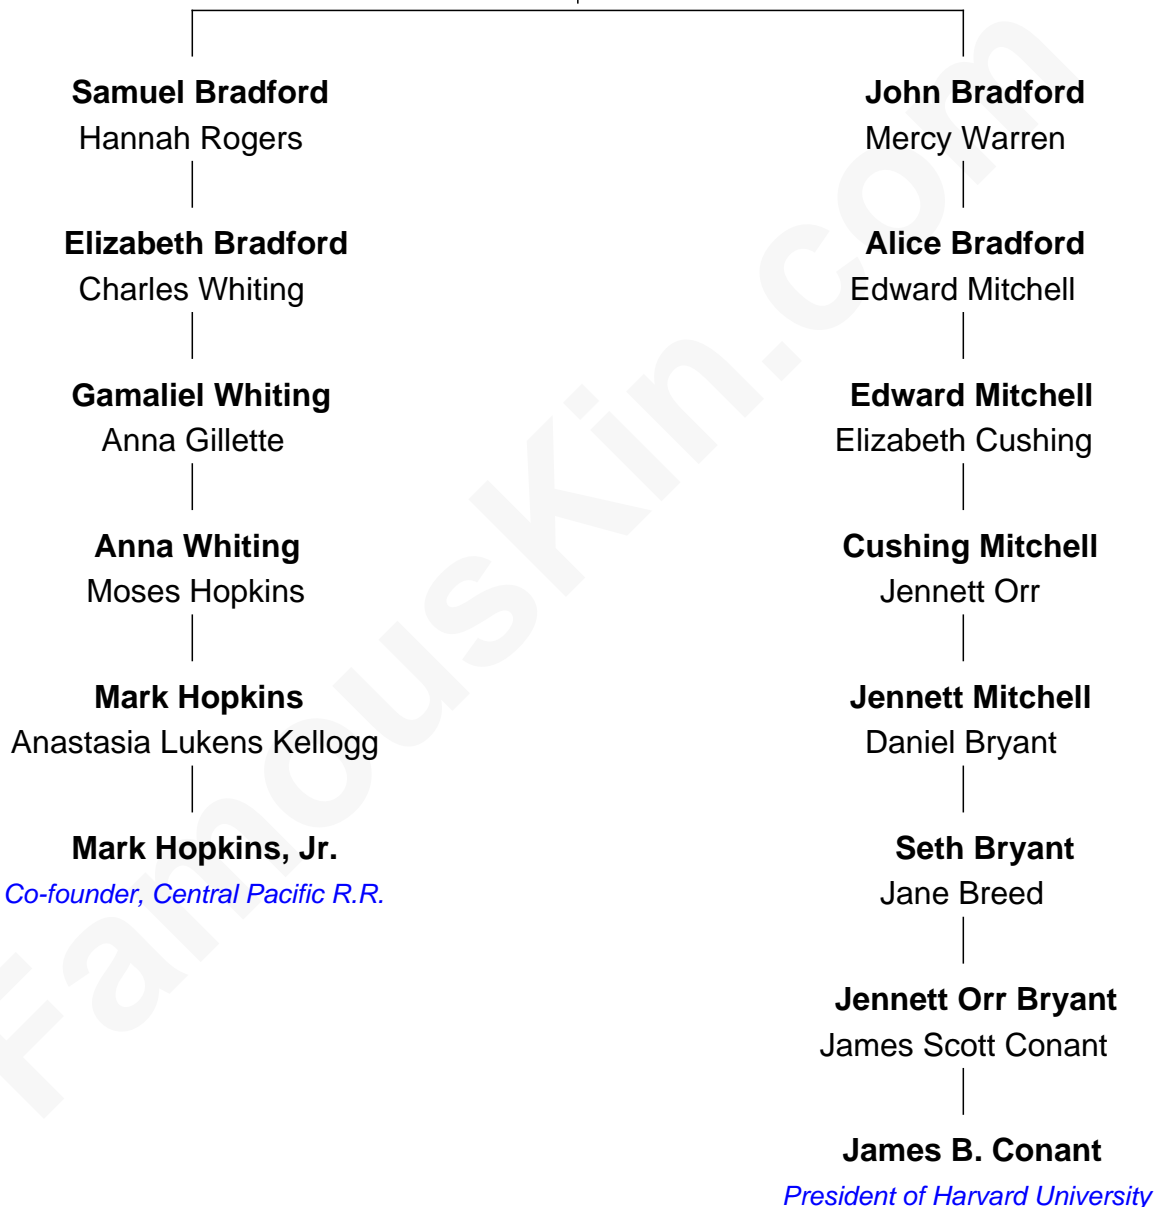 Samuel Bradford
Hannah Rogers
Elizabeth Bradford
Charles Whiting
Gamaliel Whiting
Anna Gillette
Anna Whiting
Moses Hopkins
Mark Hopkins
Anastasia Lukens Kellogg
Mark Hopkins, Jr.
Co-founder, Central Pacific R.R.
John Bradford
Mercy Warren
Alice Bradford
Edward Mitchell
Edward Mitchell
Elizabeth Cushing
Cushing Mitchell
Jennett Orr
Jennett Mitchell
Daniel Bryant
Seth Bryant
Jane Breed
Jennett Orr Bryant
James Scott Conant
James B. Conant
President of Harvard University
FamousKin.com